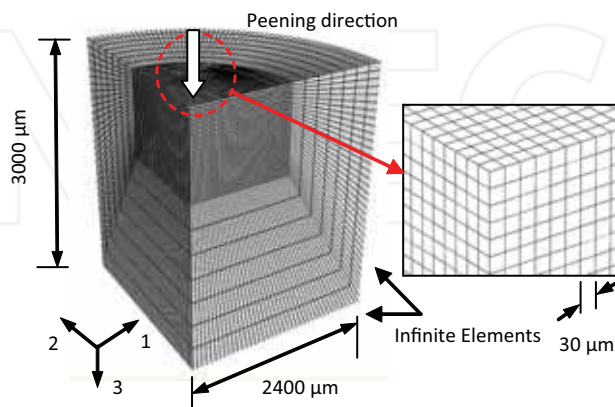 Peening direction
3000 µm
Infinite Elements
30 µm
2
1
3
2400 µm